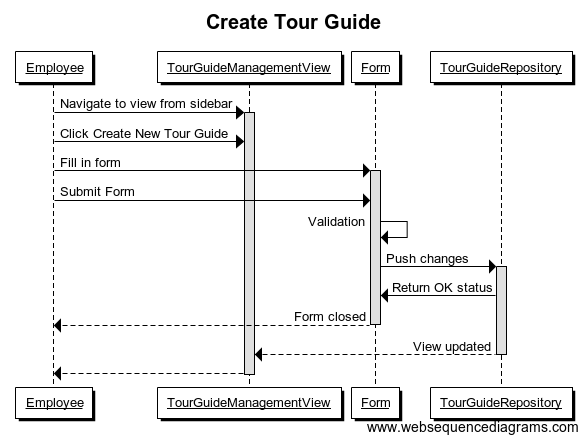 Create Tour Guide
Employee TourGuideManagementView Form TourGuideRepository
Navigate to view from sidebar
Click Create New Tour Guide
Fill in form
Submit Form
Validation
Push changes
Return OK status
Form closed
View updated
Employee TourGuideManagementView Form TourGuideRepository
www.websequencediagrams.com